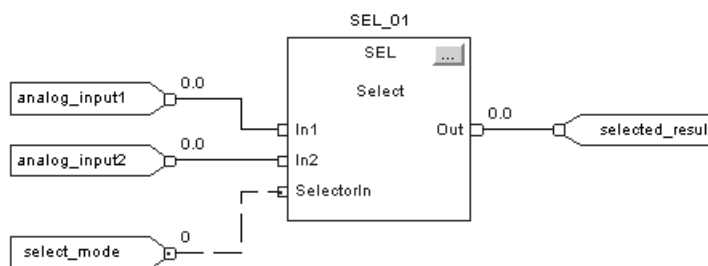 SEL_01
SEL
...
Select
0.0
analog_input1
In1
Out
0.0
selected_resul
0.0
analog_input2
In2
SelectorIn
0
select_mode